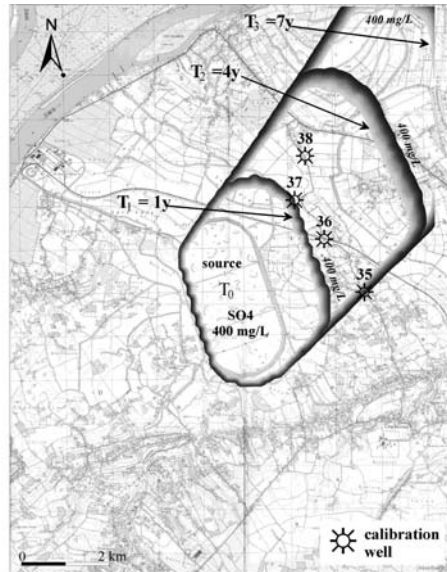 N
T3 =7y
400 mg/L
T2 =4y
38
400 mg/L
37
T1 = 1y
36
source
400 mg/L
35
T0
SO4
400 mg/L
calibration
well
0 2 km